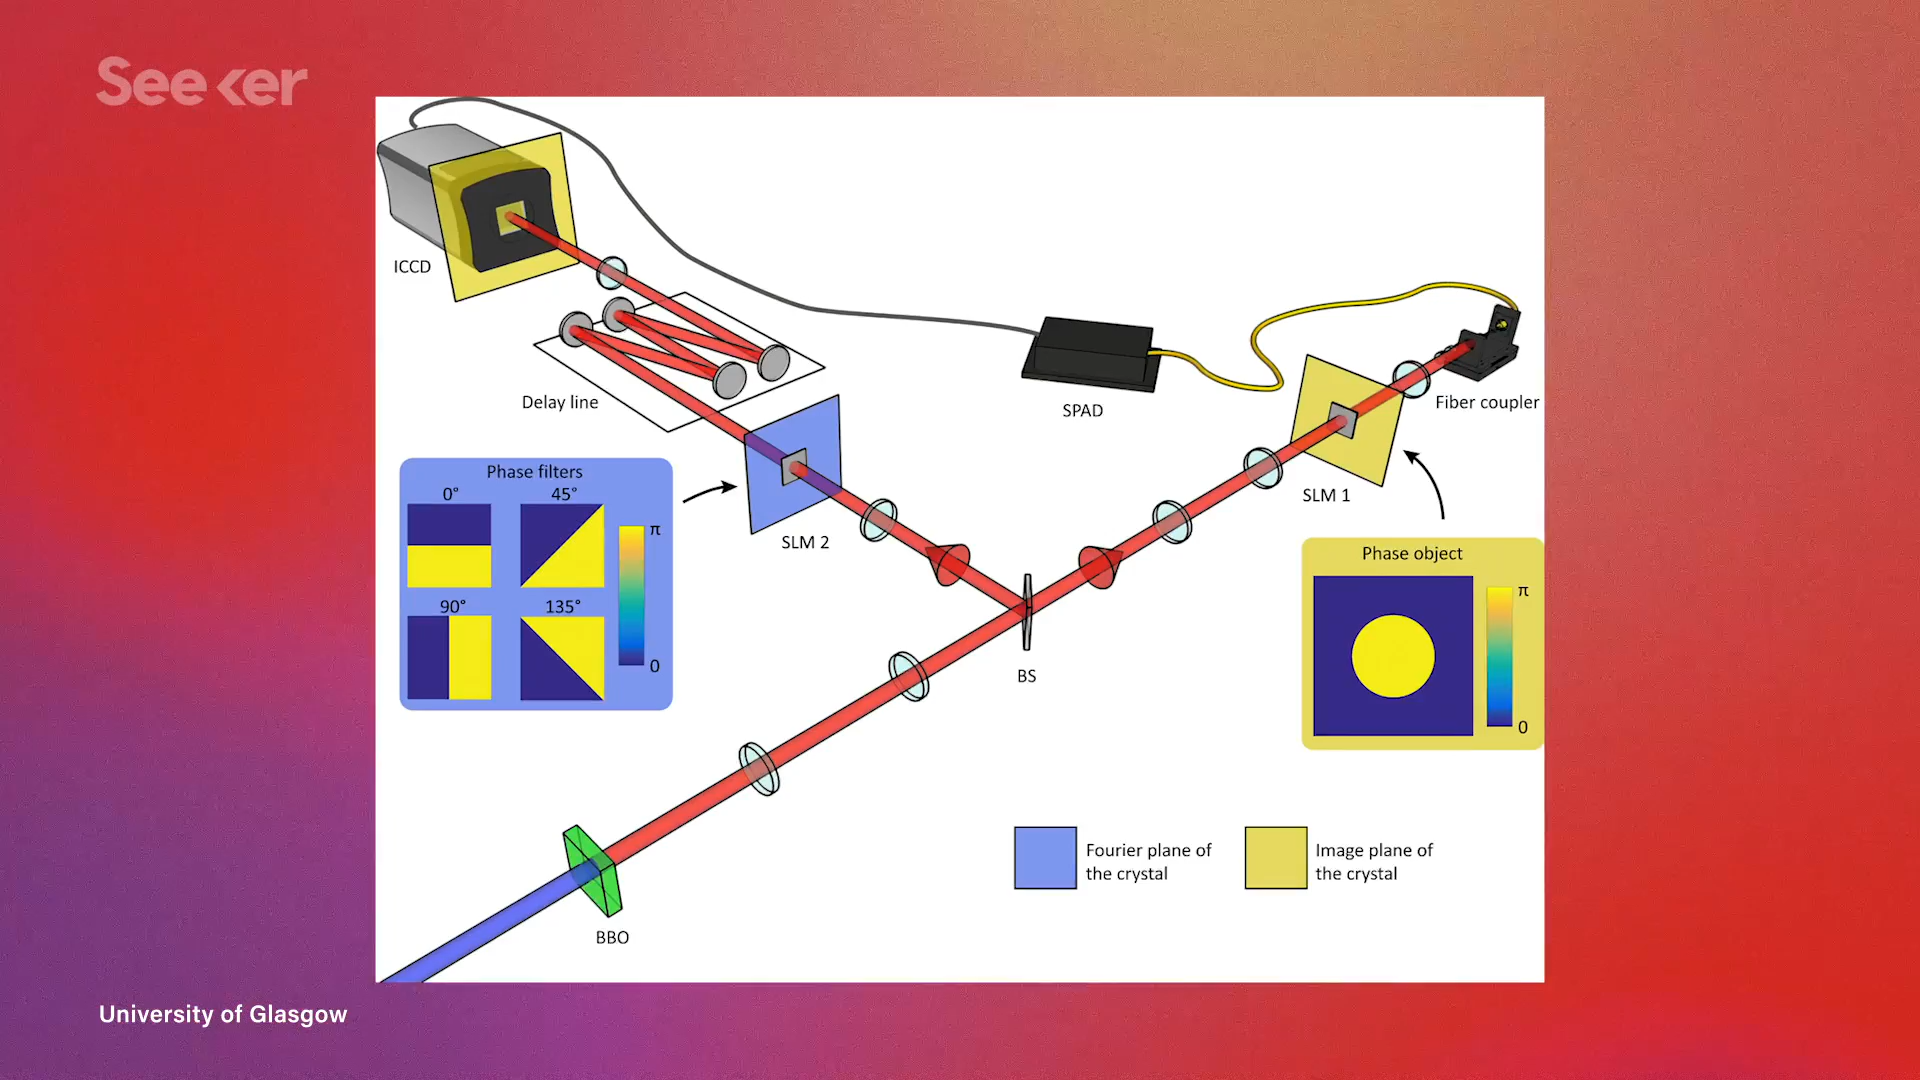 Seeker
ICCD
Delay line
SPAD
Fiber coupler
SLM 1
SLM 2
Phase filters
0° 45°
90° 135°
π
0
BS
Phase object
π
0
Fourier plane of
the crystal
Image plane of
the crystal
BBO
University of Glasgow